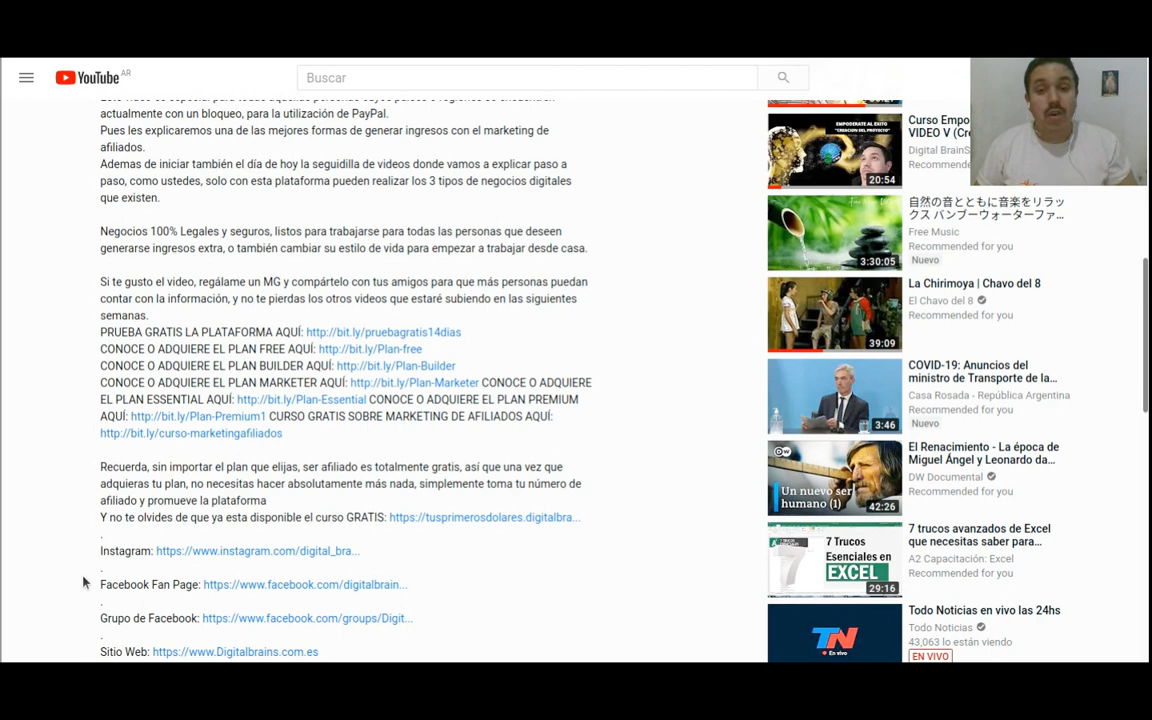 YouTube AR
Buscar
actualmente con un bloqueo, para la utilización de PayPal.
Pues les explicaremos una de las mejores formas de generar ingresos con el marketing de
afiliados.
Ademas de iniciar también el día de hoy la seguidilla de videos donde vamos a explicar paso a
paso, como ustedes, solo con esta plataforma pueden realizar los 3 tipos de negocios digitales
que existen.
Negocios 100% Legales y seguros, listos para trabajarse para todas las personas que deseen
generarse ingresos extra, o también cambiar su estilo de vida para empezar a trabajar desde casa.
Si te gusto el video, regálame un MG y compártelo con tus amigos para que más personas puedan
contar con la información, y no te pierdas los otros videos que estaré subiendo en las siguientes
semanas.
PRUEBA GRATIS LA PLATAFORMA AQUÍ: http://bit.ly/pruebagratis14dias
CONOCE O ADQUIERE EL PLAN FREE AQUÍ: http://bit.ly/Plan-free
CONOCE O ADQUIERE EL PLAN BUILDER AQUÍ: http://bit.ly/Plan-Builder
CONOCE O ADQUIERE EL PLAN MARKETER AQUÍ: http://bit.ly/Plan-Marketer CONOCE O ADQUIERE
EL PLAN ESSENTIAL AQUÍ: http://bit.ly/Plan-Essential CONOCE O ADQUIERE EL PLAN PREMIUM
AQUÍ: http://bit.ly/Plan-Premium1 CURSO GRATIS SOBRE MARKETING DE AFILIADOS AQUÍ:
http://bit.ly/curso-marketingafiliados
Recuerda, sin importar el plan que elijas, ser afiliado es totalmente gratis, así que una vez que
adquieras tu plan, no necesitas hacer absolutamente más nada, simplemente toma tu número de
afiliado y promueve la plataforma
Y no te olvides de que ya esta disponible el curso GRATIS: https://tusprimerosdolares.digitalbra...
.
Instagram: https://www.instagram.com/digital_bra...
.
Facebook Fan Page: https://www.facebook.com/digitalbrain...
.
Grupo de Facebook: https://www.facebook.com/groups/Digit...
.
Sitio Web: https://www.Digitalbrains.com.es
EMPODERATE AL EXITO
"CREACION DEL PROYECTO"
20:54
Curso Empo
VIDEO V (Cre
Digital BrainS
Recommende
3:30:05
自然の音とともに音楽をリラッ
クス バンブーウォーターファ...
Free Music
Recommended for you
Nuevo
39:09
La Chirimoya | Chavo del 8
El Chavo del 8
Recommended for you
3:46
COVID-19: Anuncios del
ministro de Transporte de la...
Casa Rosada - República Argentina
Recommended for you
Nuevo
DW
Un nuevo ser
humano (1)
42:26
El Renacimiento - La época de
Miguel Ángel y Leonardo da...
DW Documental
Recommended for you
7 Trucos
Esenciales en
EXCEL
29:16
7 trucos avanzados de Excel
que necesitas saber para...
A2 Capacitación: Excel
Recommended for you
TN
En vivo
Todo Noticias en vivo las 24hs
Todo Noticias
43,063 lo están viendo
EN VIVO